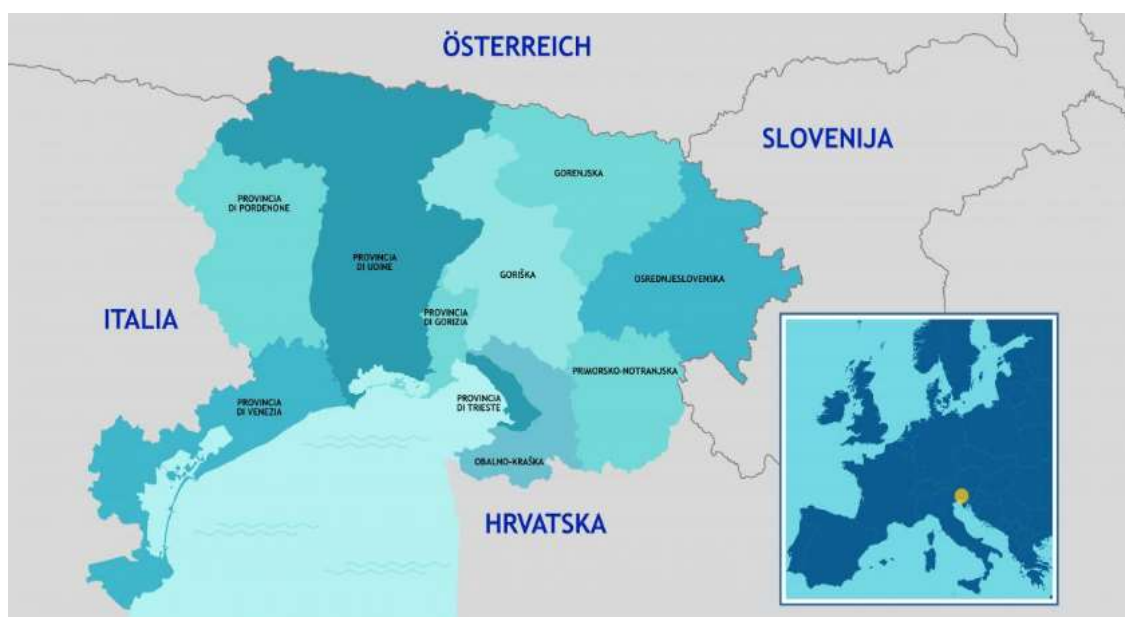 ÖSTERREICH
SLOVENIJA
GORENJSKA
PROVINCIA
DI PORDENONE
PROVINCIA
DI UDINE
GORIŠKA
OSREDNJESLOVENSKA
ITALIA
PROVINCIA
DI GORIZIA
PRIMORSKO-NOTRANJSKA
PROVINCIA
DI VENEZIA
PROVINCIA
DI TRIESTE
OBALNO-KRAŠKA
HRVATSKA